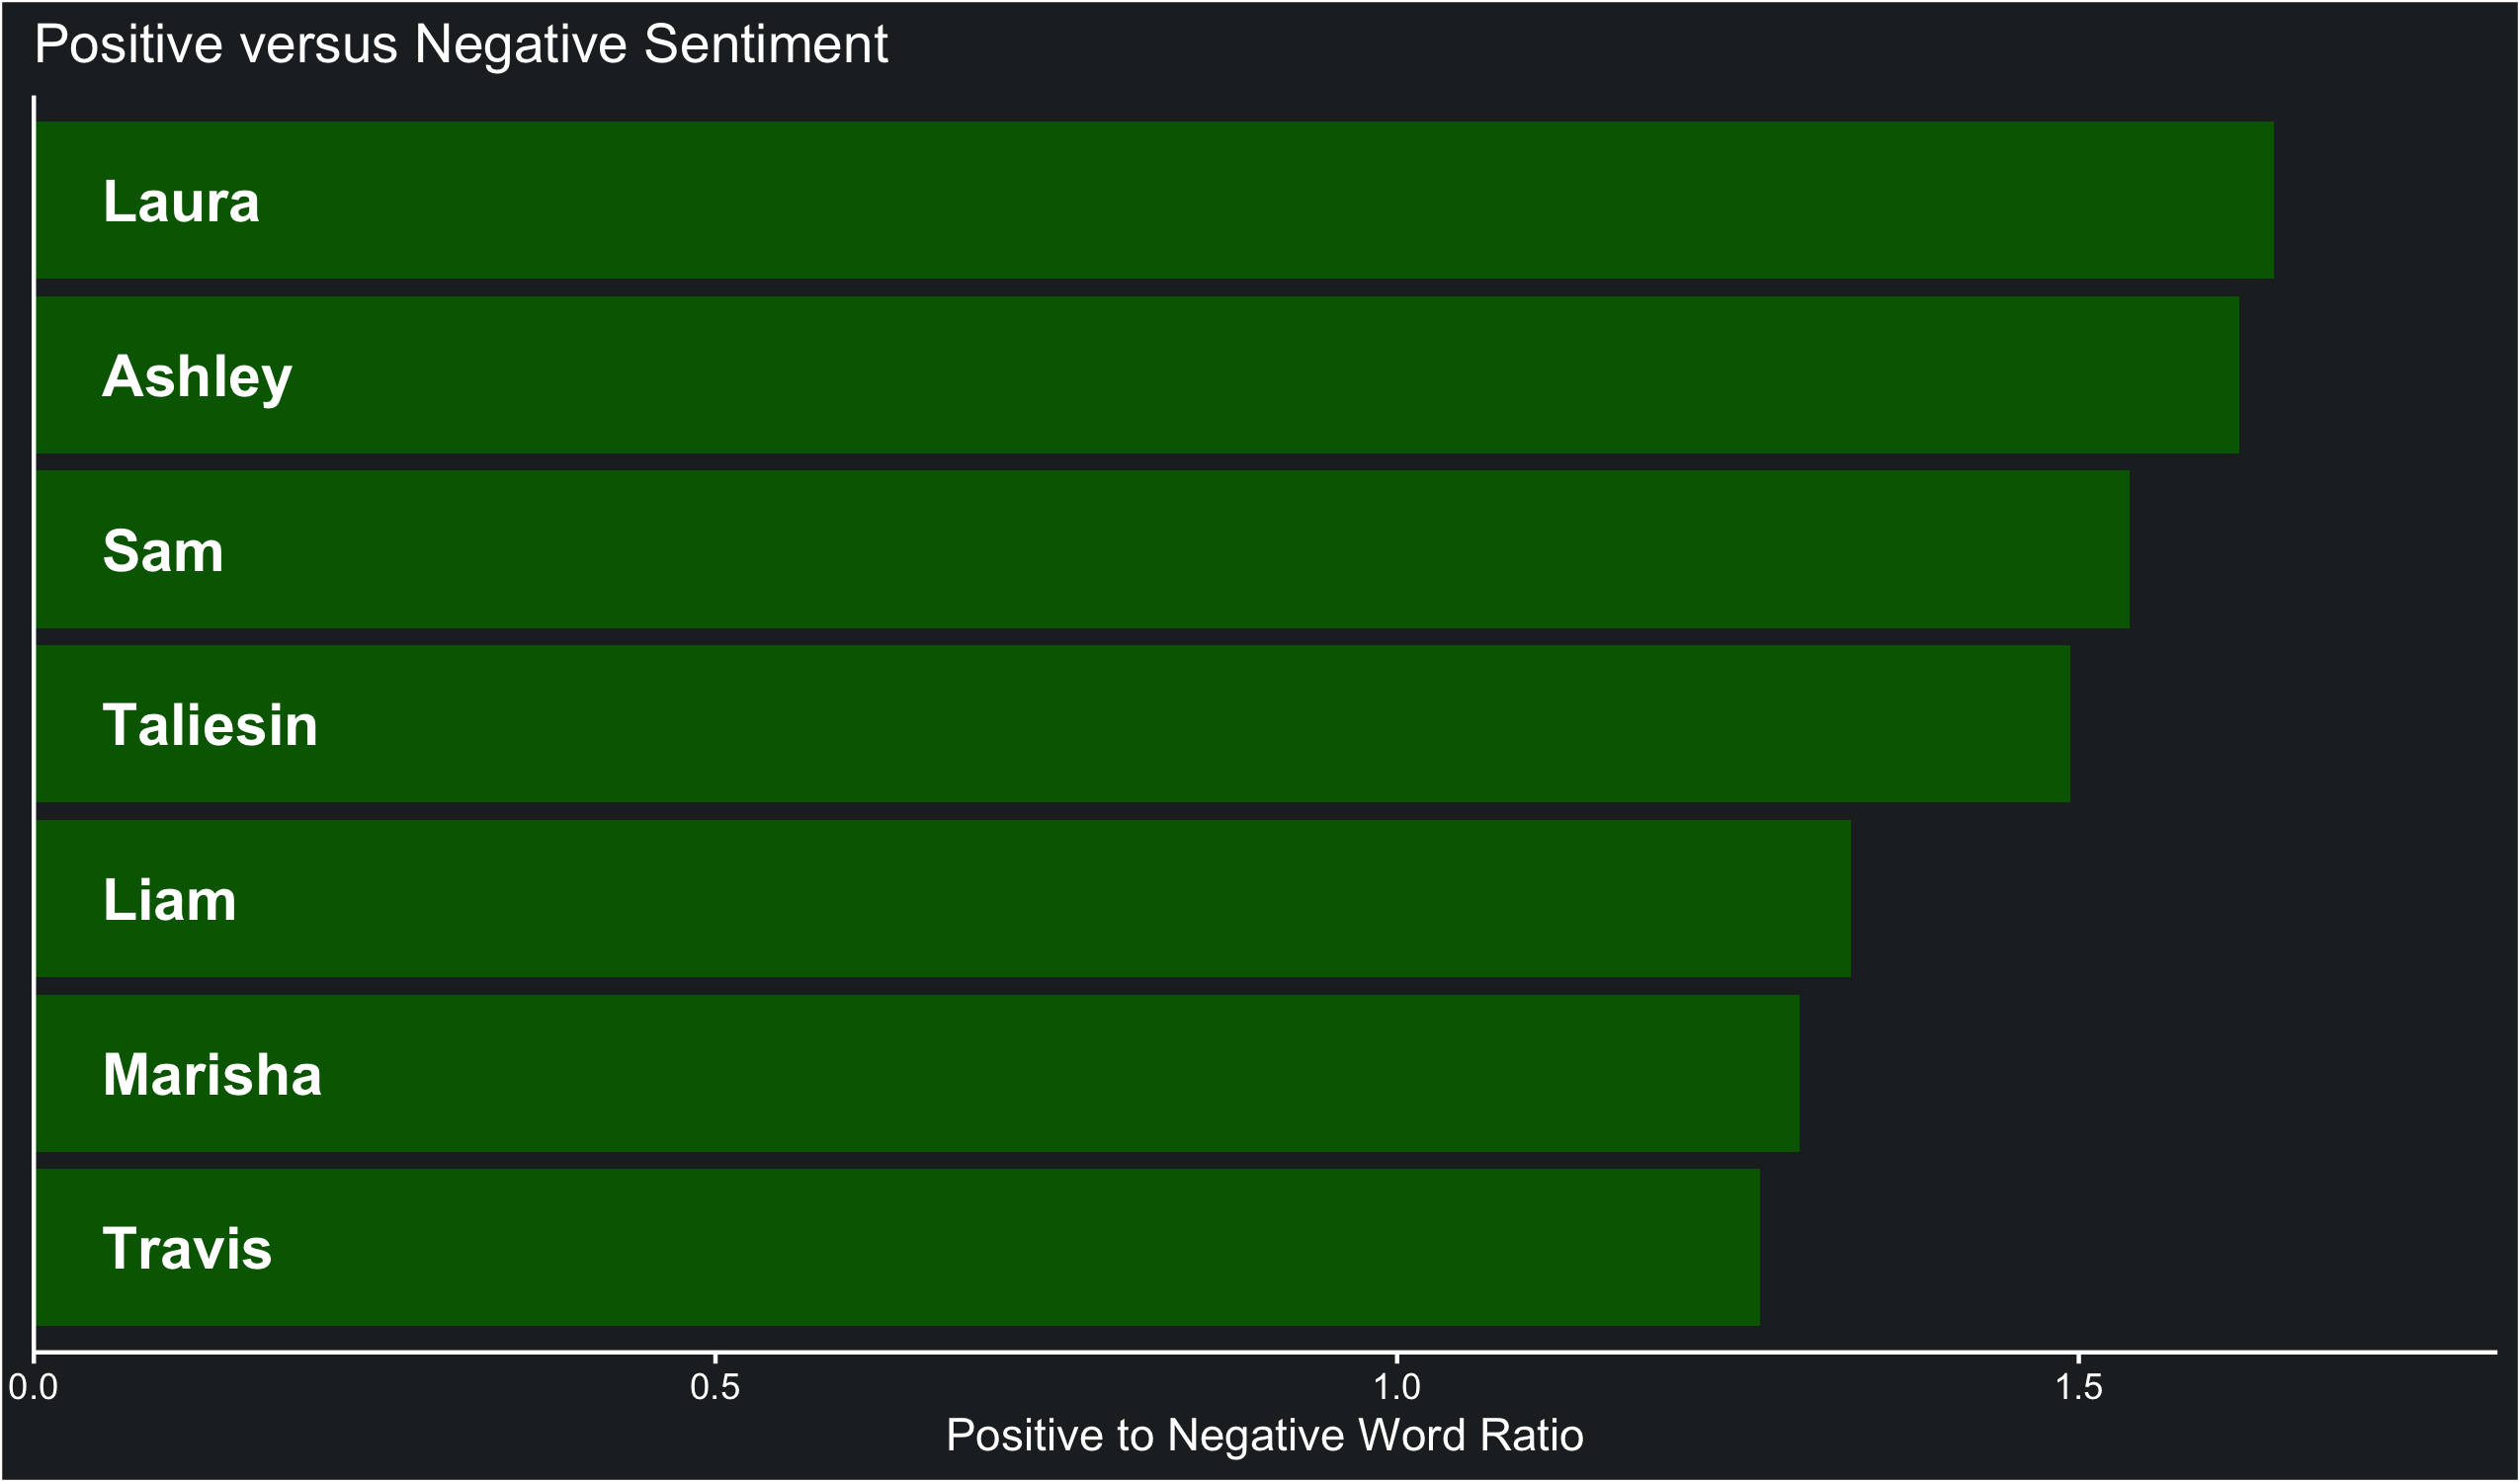 Positive versus Negative Sentiment
Laura
Ashley
Sam
Taliesin
Liam
Marisha
Travis
0.0 0.5 1.0 1.5
Positive to Negative Word Ratio